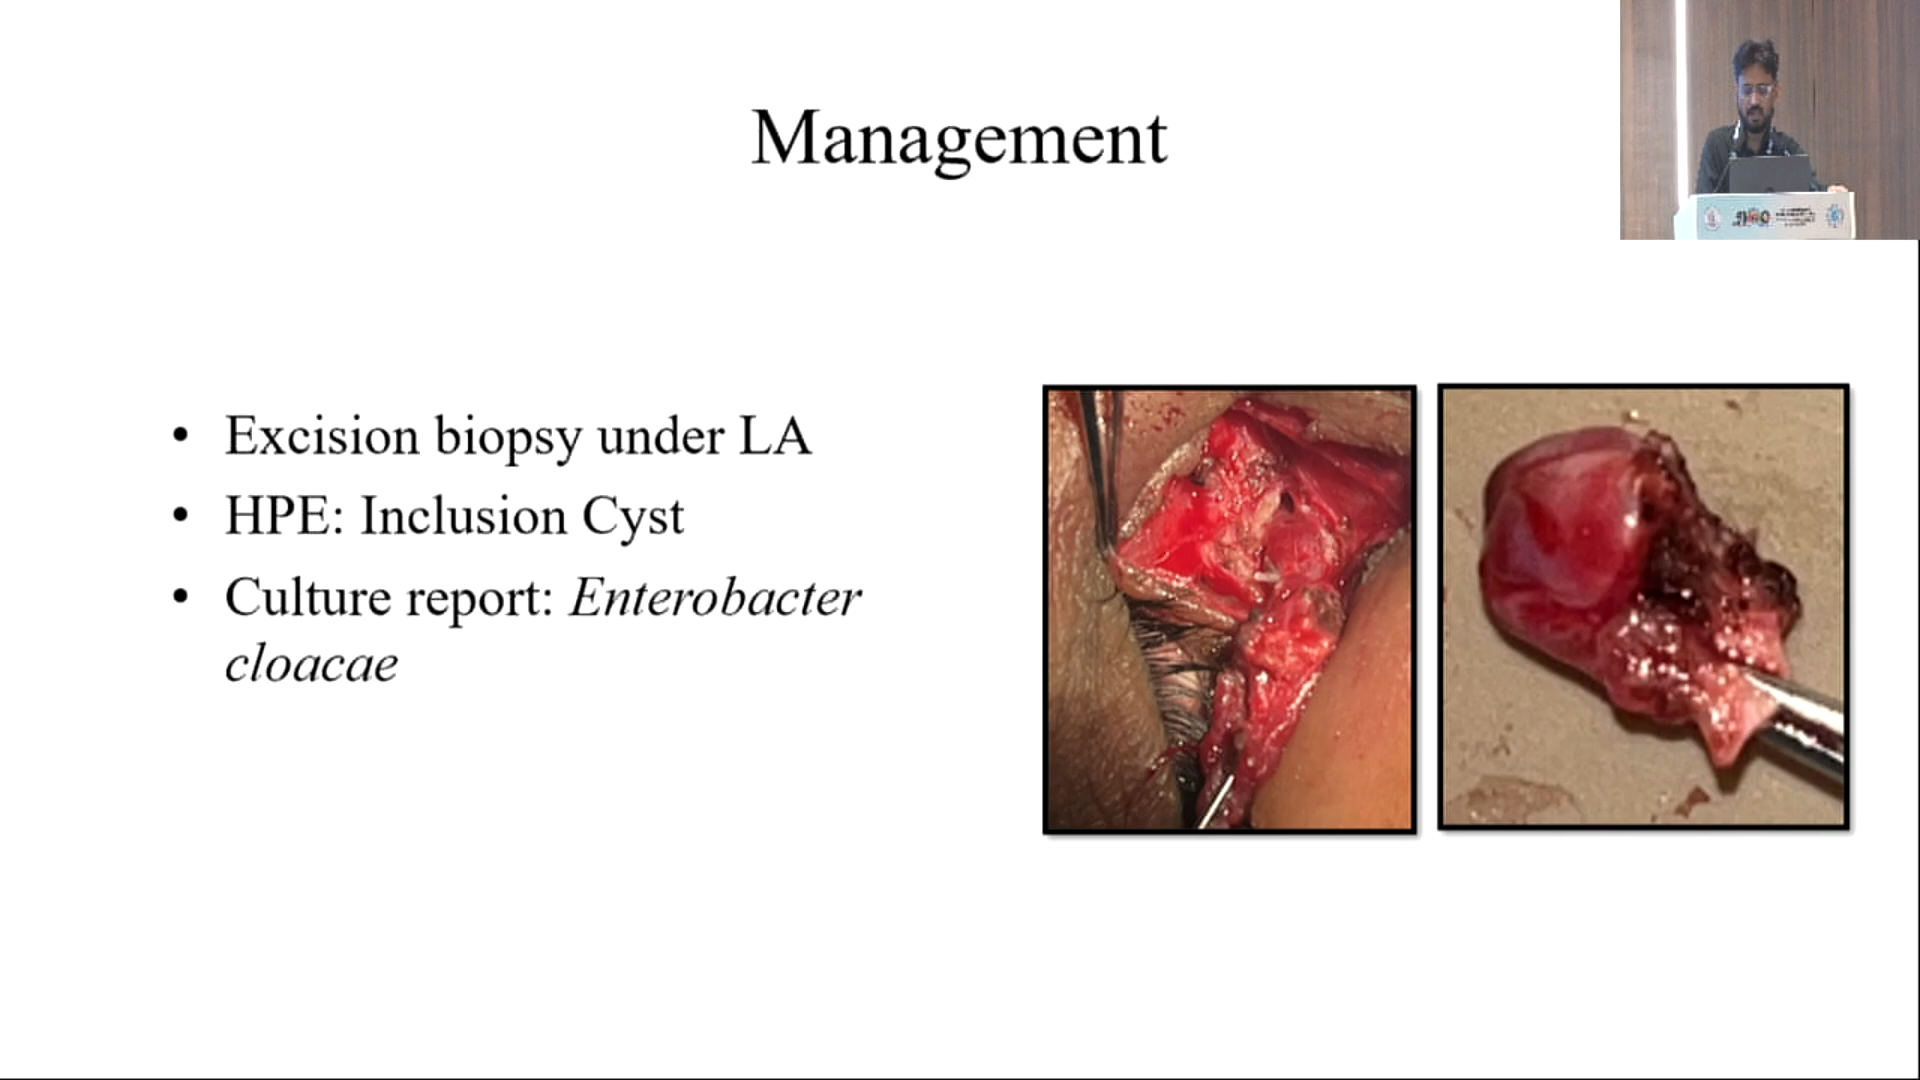 Management
• Excision biopsy under LA
• HPE: Inclusion Cyst
• Culture report: Enterobacter
cloacae